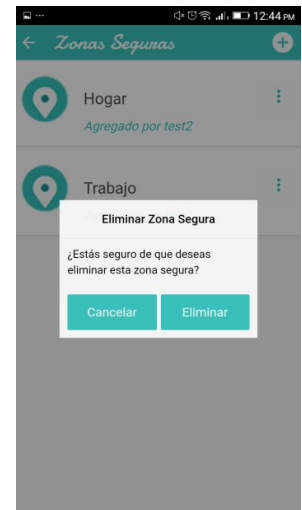 12:44 PM
Zonas Seguras
Hogar
Agregado por test2
Trabajo
Eliminar Zona Segura
¿Estás seguro de que deseas
eliminar esta zona segura?
Cancelar
Eliminar